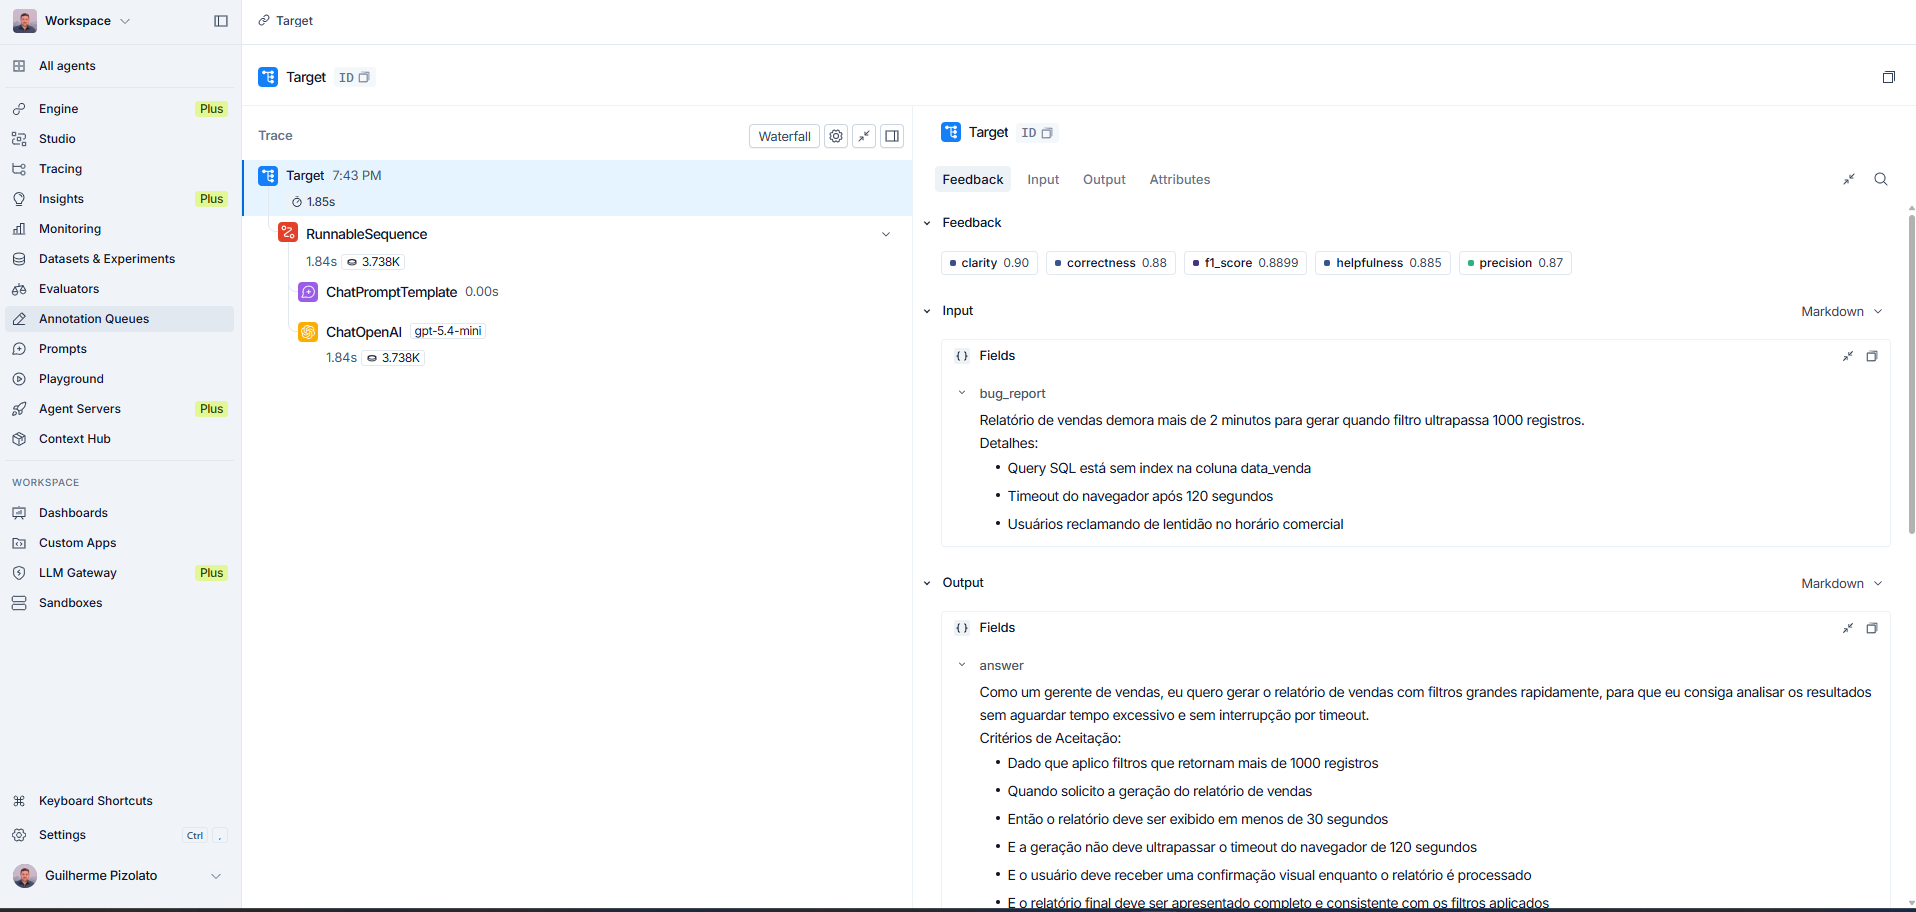 Workspace
Target
All agents
Engine Plus
Studio
Tracing
Insights Plus
Monitoring
Datasets & Experiments
Evaluators
Annotation Queues
Prompts
Playground
Agent Servers Plus
Context Hub
WORKSPACE
Dashboards
Custom Apps
LLM Gateway Plus
Sandboxes
Keyboard Shortcuts
Settings Ctrl .
Guilherme Pizolato
Target ID
Trace Waterfall
Target 7:43 PM
1.85s
RunnableSequence
1.84s 3.738K
ChatPromptTemplate 0.00s
ChatOpenAI gpt-5.4-mini
1.84s 3.738K
Target ID
Feedback Input Output Attributes
Feedback
clarity 0.90 correctness 0.88 f1_score 0.8899 helpfulness 0.885 precision 0.87
Input Markdown
{} Fields
bug_report
Relatório de vendas demora mais de 2 minutos para gerar quando filtro ultrapassa 1000 registros.
Detalhes:
• Query SQL está sem index na coluna data_venda
• Timeout do navegador após 120 segundos
• Usuários reclamando de lentidão no horário comercial
Output Markdown
{} Fields
answer
Como um gerente de vendas, eu quero gerar o relatório de vendas com filtros grandes rapidamente, para que eu consiga analisar os resultados
sem aguardar tempo excessivo e sem interrupção por timeout.
Critérios de Aceitação:
• Dado que aplico filtros que retornam mais de 1000 registros
• Quando solicito a geração do relatório de vendas
• Então o relatório deve ser exibido em menos de 30 segundos
• E a geração não deve ultrapassar o timeout do navegador de 120 segundos
• E o usuário deve receber uma confirmação visual enquanto o relatório é processado
• E o relatório final deve ser apresentado completo e consistente com os filtros aplicados